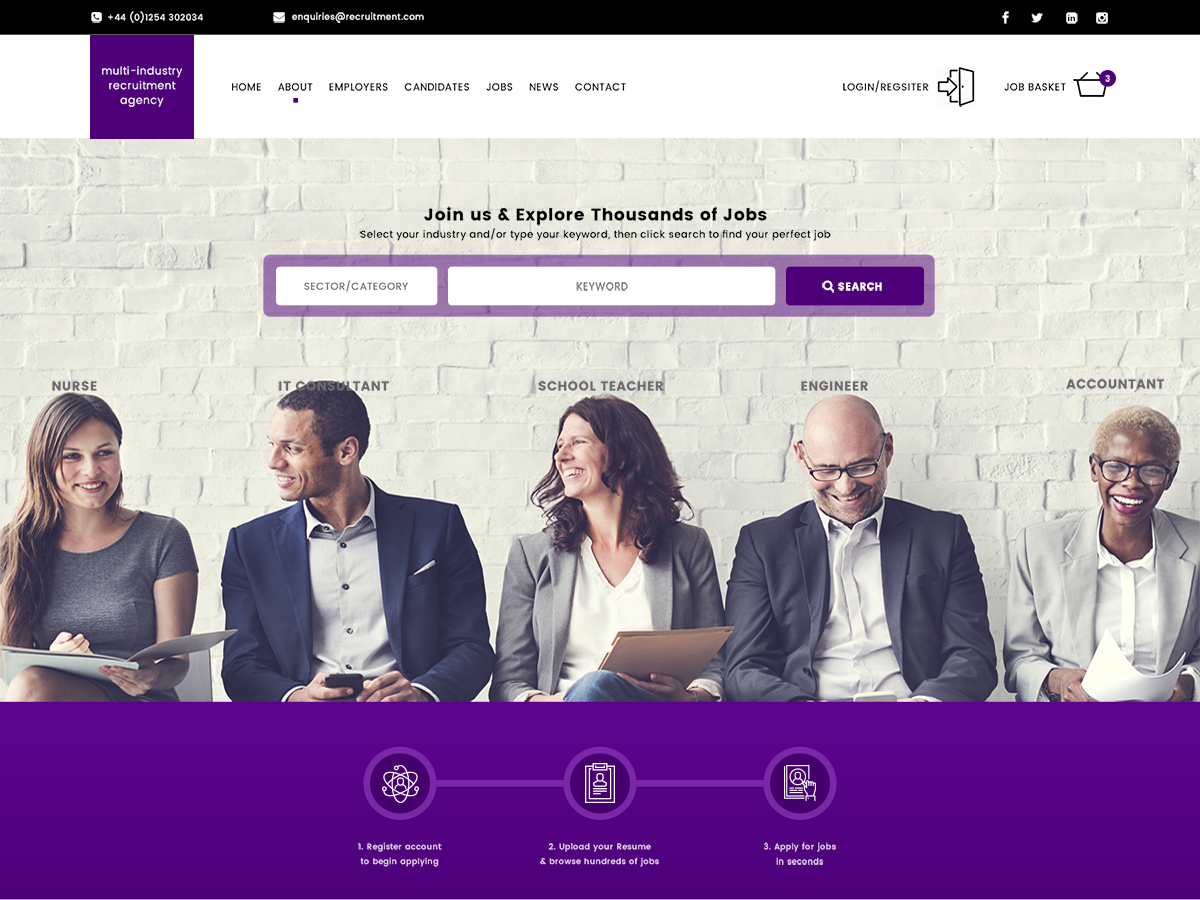 +44 (0)1254 302034
enquiries@recruitment.com
multi-industry
recruitment
agency
HOME ABOUT EMPLOYERS CANDIDATES JOBS NEWS CONTACT
LOGIN/REGSITER
JOB BASKET 3
Join us & Explore Thousands of Jobs
Select your industry and/or type your keyword, then click search to find your perfect job
SECTOR/CATEGORY
KEYWORD
SEARCH
NURSE
IT CONSULTANT
SCHOOL TEACHER
ENGINEER
ACCOUNTANT
1. Register account
to begin applying
2. Upload your Resume
& browse hundreds of jobs
3. Apply for jobs
in seconds